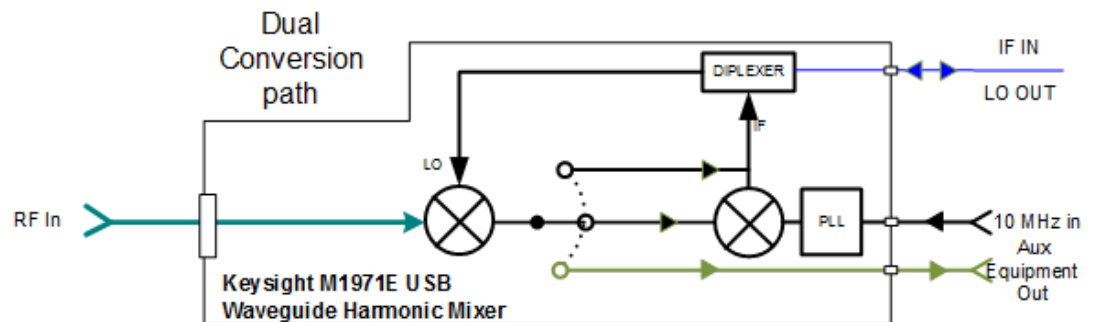 Dual
Conversion
path
DIPLEXER
IF IN
LO OUT
IF
LO
RF In
PLL
10 MHz in
Aux
Equipment
Out
Keysight M1971E USB
Waveguide Harmonic Mixer